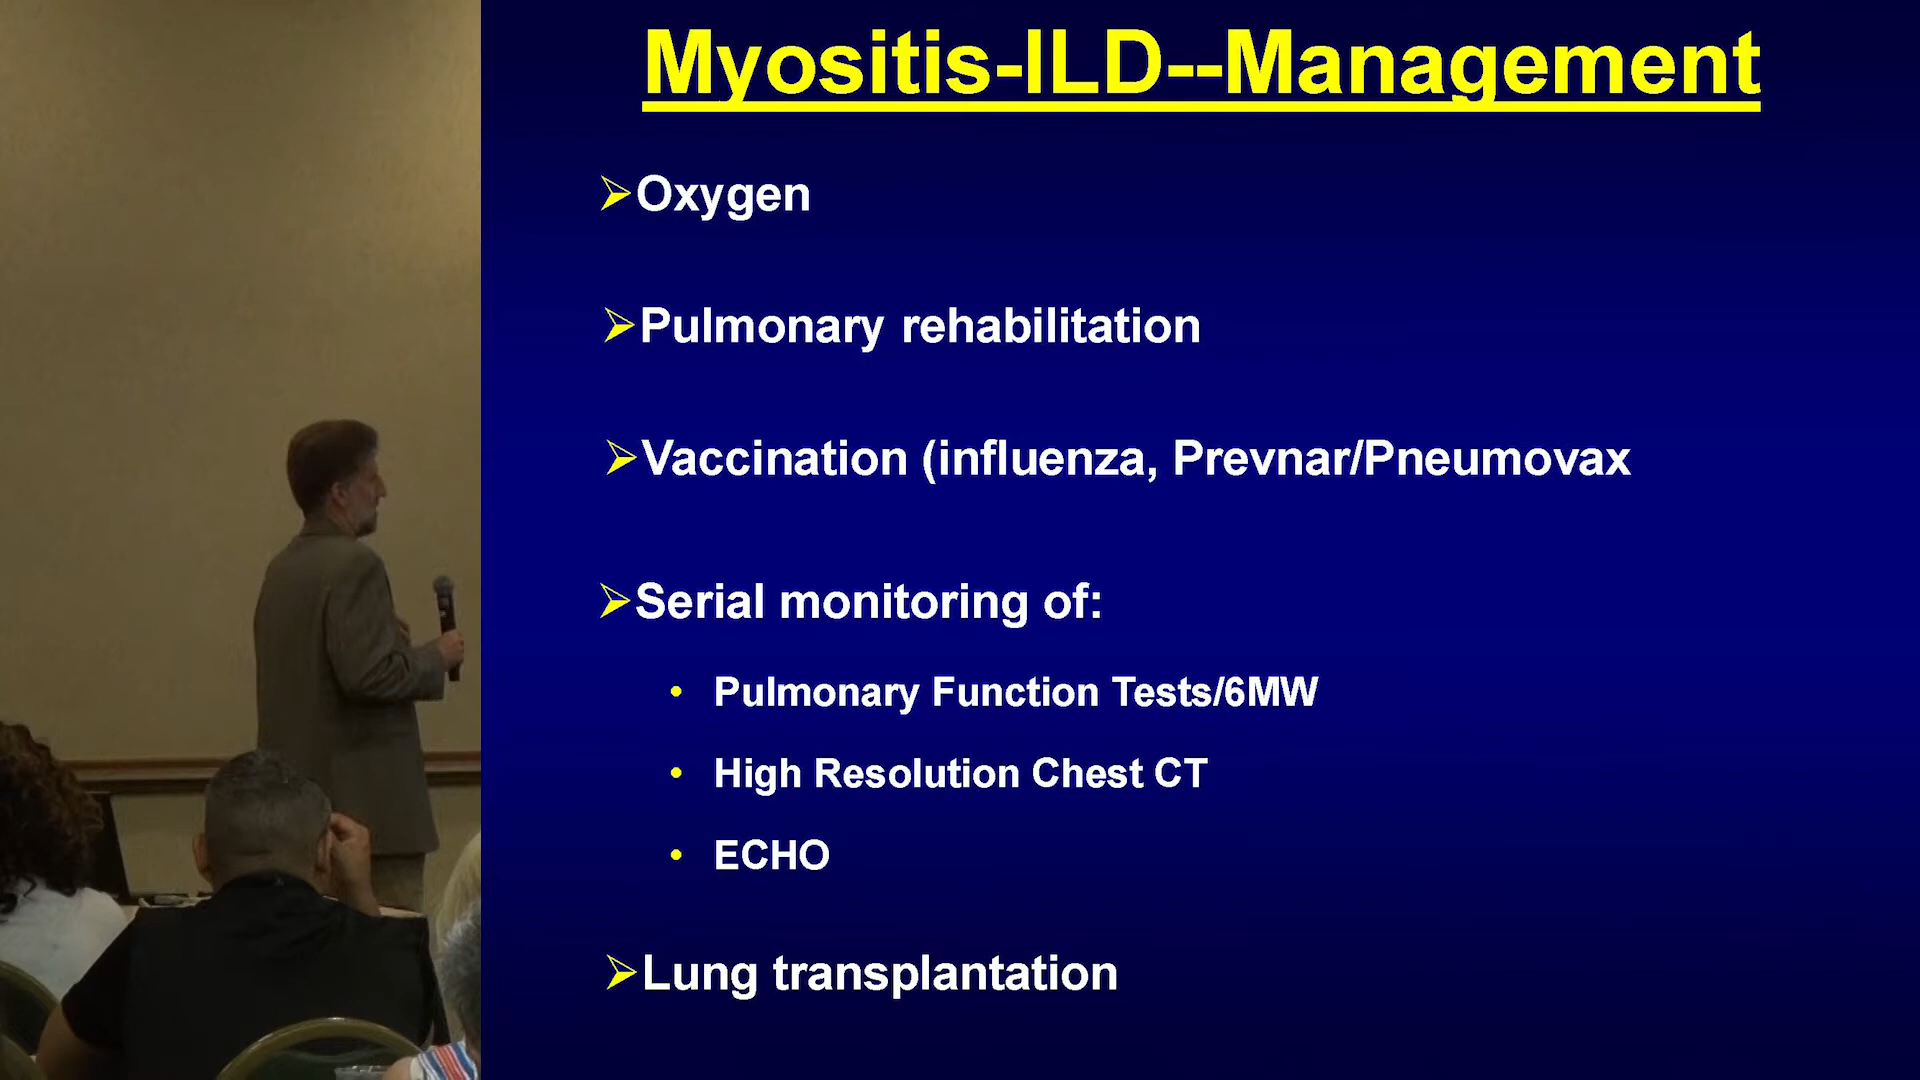 Myositis-ILD--Management
Oxygen
Pulmonary rehabilitation
Vaccination (influenza, Prevnar/Pneumovax
Serial monitoring of:
• Pulmonary Function Tests/6MW
• High Resolution Chest CT
• ECHO
Lung transplantation